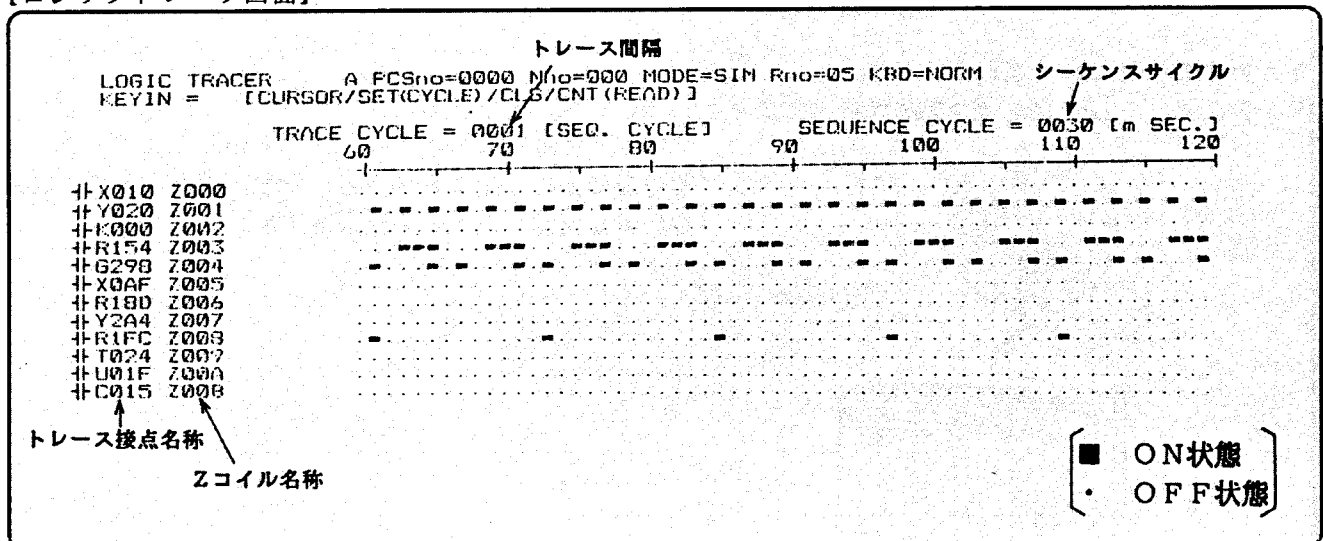 トレース間隔
LOGIC TRACER A PCSno=0000 Nno=000 MODE=SIM Rno=05 KBD=NORM
シーケンスサイクル
KEYIN = [CURSOR/SET(CYCLE)/CLG/CNT(READ)]
TRACE CYCLE = 0001 [SEQ. CYCLE] SEQUENCE CYCLE = 0030 [m SEC.]
60 70 80 90 100 110 120
X010 Z000
Y020 Z001
K000 Z002
R154 Z003
G298 Z004
X0AF Z005
R18D Z006
Y2A4 Z007
R1FC Z008
T024 Z009
U01F Z00A
C015 Z00B
トレース接点名称
Zコイル名称
■ ON状態
・ OFF状態